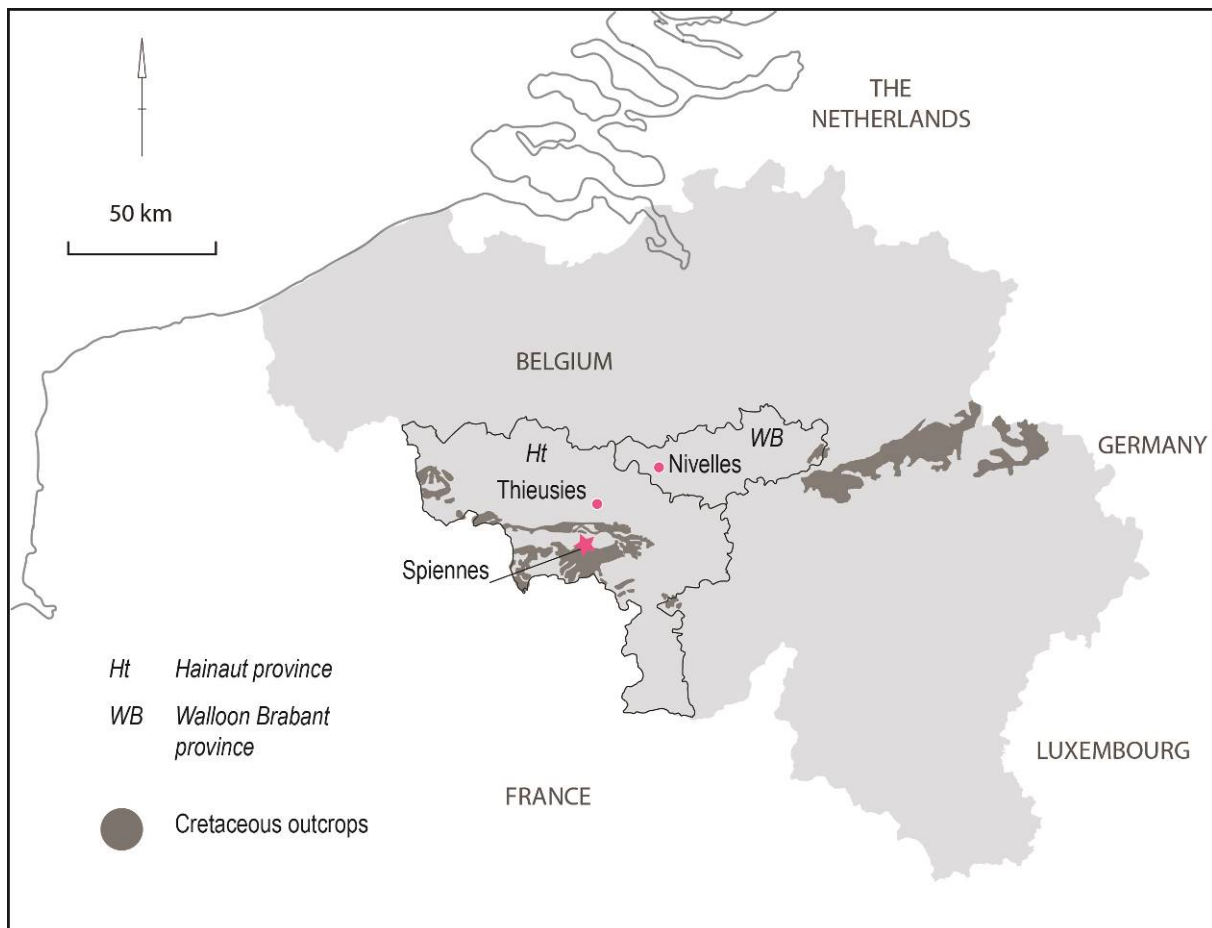 THE
NETHERLANDS
50 km
BELGIUM
Ht
WB
Nivelles
GERMANY
Thieusies
Spiennes
Ht Hainaut province
WB Walloon Brabant
province
LUXEMBOURG
FRANCE
Cretaceous outcrops